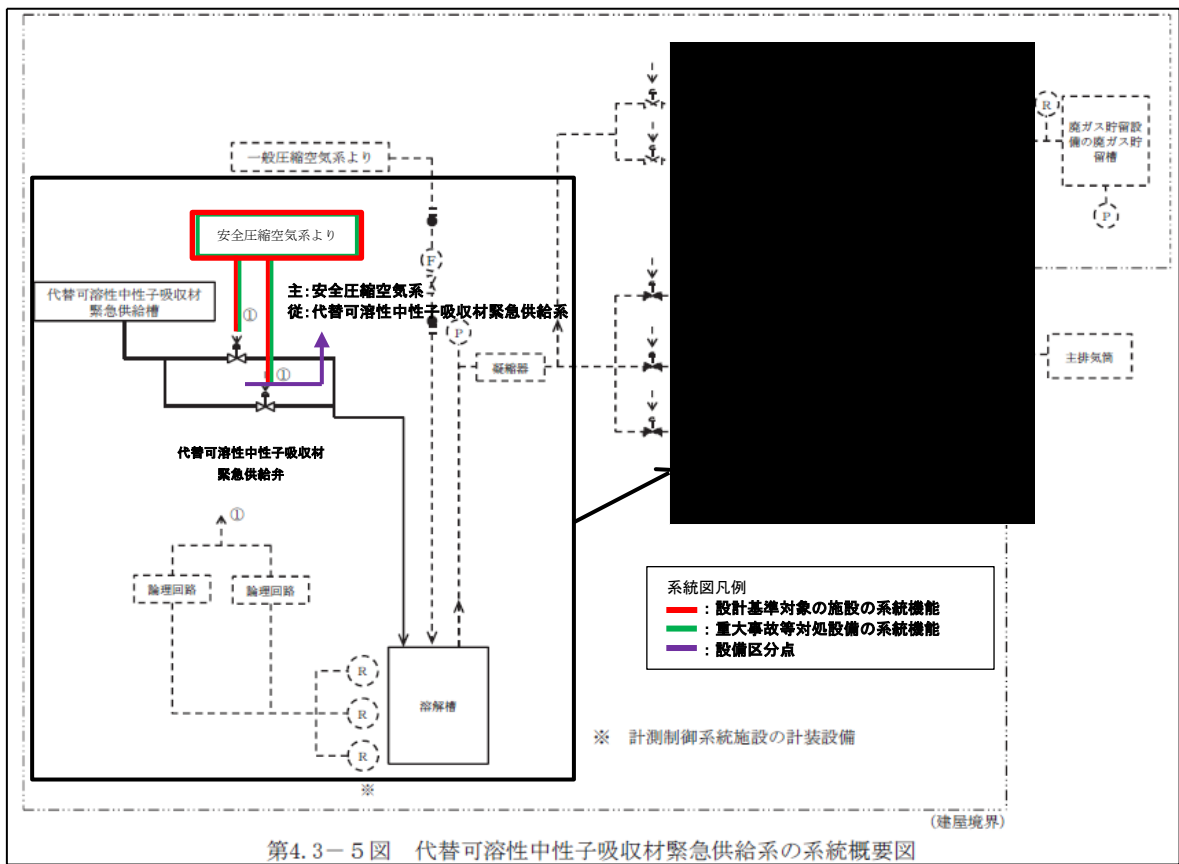 一般圧縮空気系より
安全圧縮空気系より
代替可溶性中性子吸収材
緊急供給槽
①
主:安全圧縮空気系
従:代替可溶性中性子吸収材緊急供給系
①
F
P
凝縮器
R
廃ガス貯留設
備の廃ガス貯
留槽
P
主排気筒
代替可溶性中性子吸収材
緊急供給弁
①
論理回路
論理回路
R
R
R
※
溶解槽
系統図凡例
:設計基準対象の施設の系統機能
:重大事故等対処設備の系統機能
:設備区分点
※ 計測制御系統施設の計装設備
(建屋境界)
第4.3-5図 代替可溶性中性子吸収材緊急供給系の系統概要図